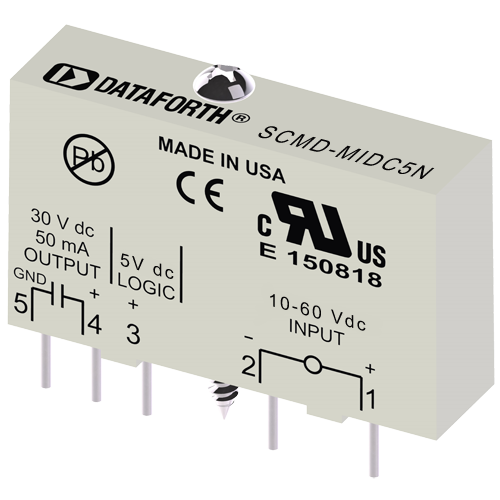 DATAFORTH®
SCMD-MIDC5N
Pb
MADE IN USA
CE
c RU US
E 150818
30 V dc
50 mA
OUTPUT
5V dc
LOGIC
GND
+
+
5
4
3
10-60 Vdc
INPUT
-
+
2
1